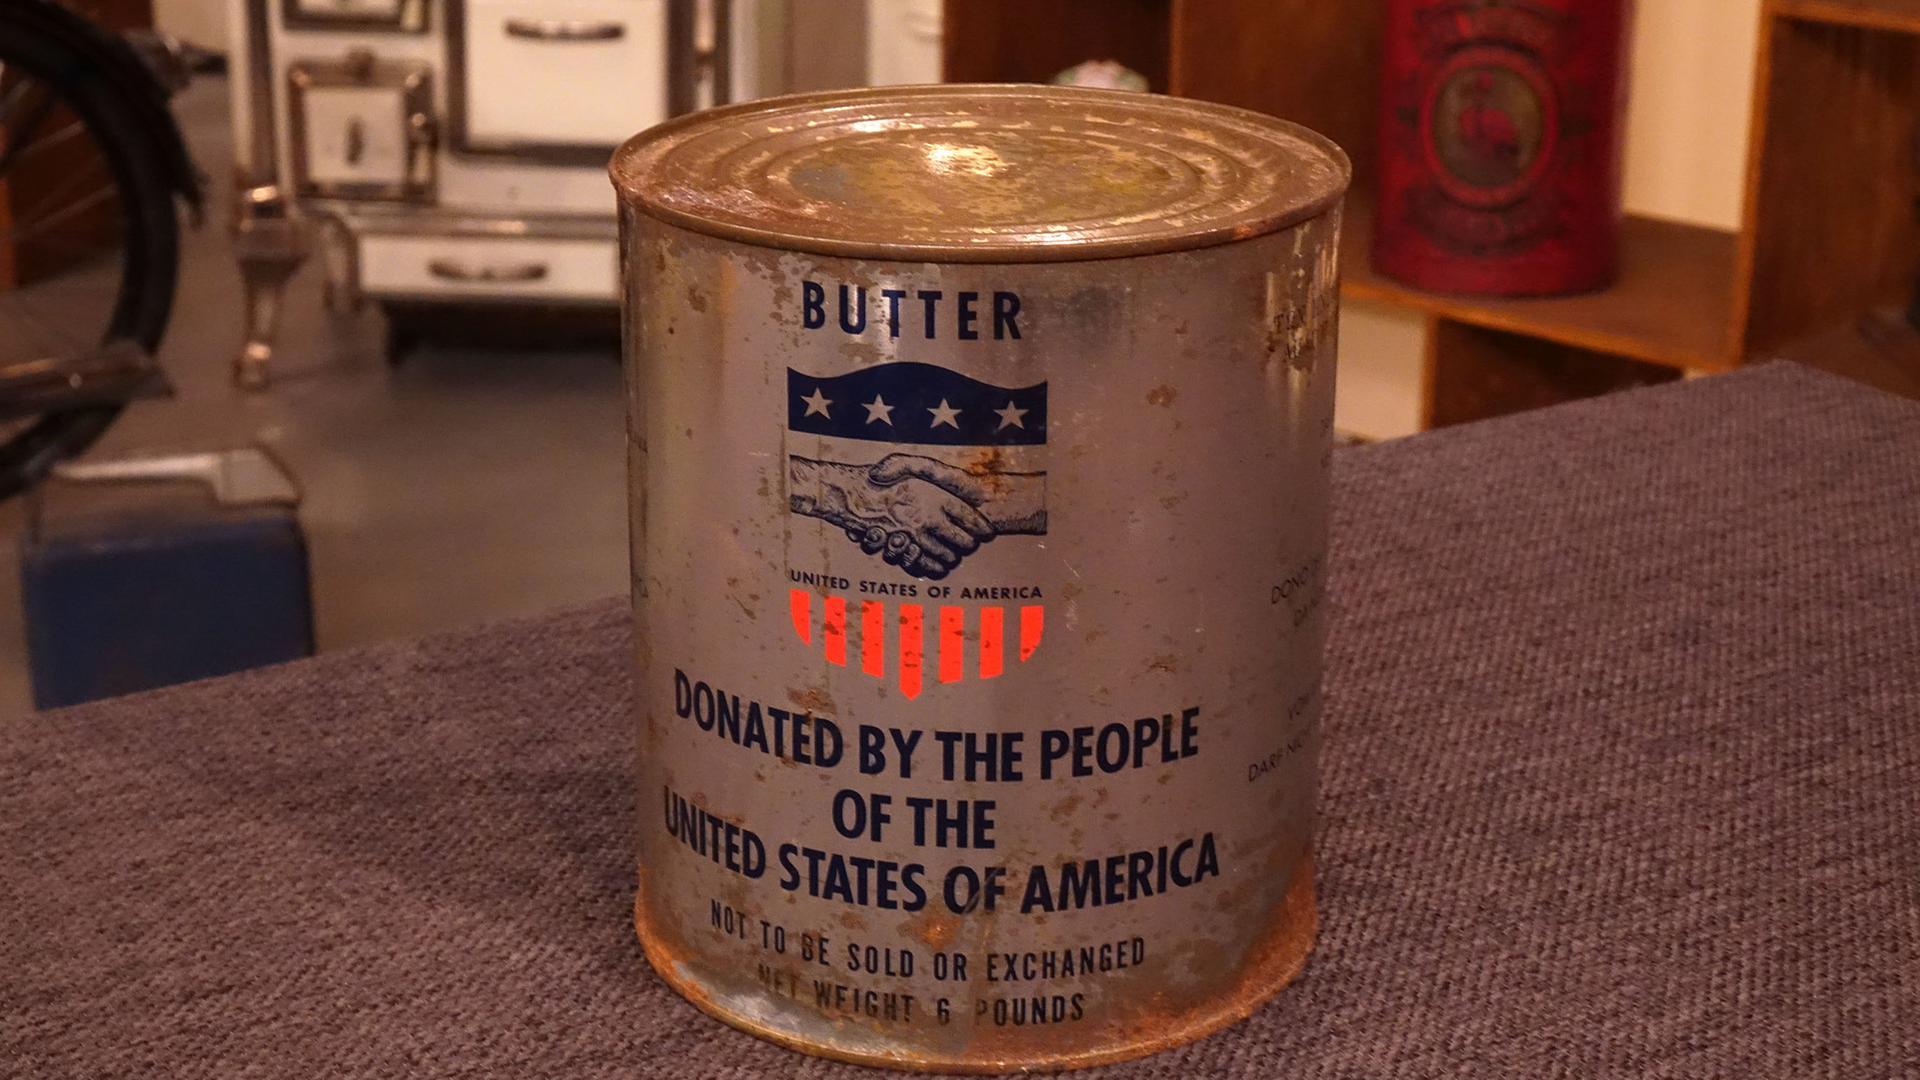 BUTTER
UNITED STATES OF AMERICA
DONATED BY THE PEOPLE
OF THE
UNITED STATES OF AMERICA
NOT TO BE SOLD OR EXCHANGED
NET WEIGHT 6 POUNDS